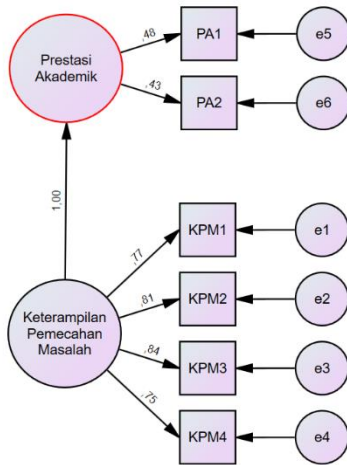 ,48
PA1
e5
Prestasi
Akademik
,43
PA2
e6
1,00
KPM1
e1
,77
KPM2
e2
,81
Keterampilan
Pemecahan
Masalah
,84
KPM3
e3
,75
KPM4
e4